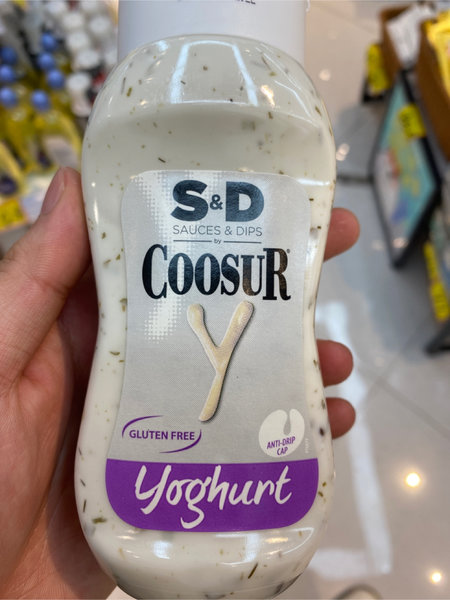 S&D
SAUCES & DIPS
by
COOSUR®
y
GLUTEN FREE
ANTI-DRIP
CAP
Yoghurt